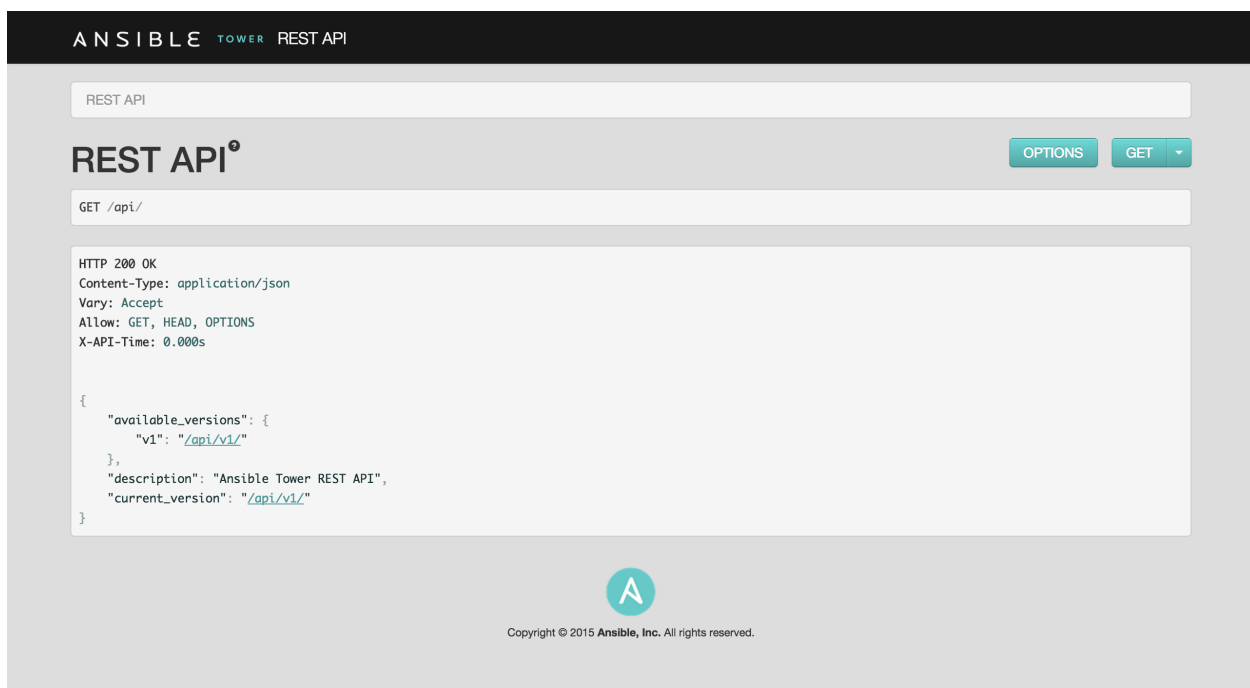 ANSIBLE TOWER REST API
REST API
REST API?
OPTIONS
GET
GET /api/
HTTP 200 OK
Content-Type: application/json
Vary: Accept
Allow: GET, HEAD, OPTIONS
X-API-Time: 0.000s
{
"available_versions": {
"v1": "/api/v1/"
},
"description": "Ansible Tower REST API",
"current_version": "/api/v1/"
}
A
Copyright © 2015 Ansible, Inc. All rights reserved.